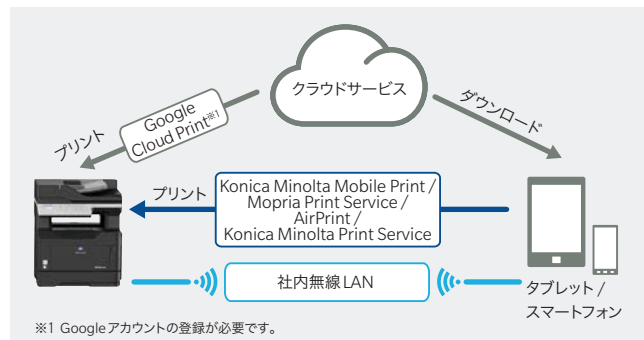 クラウドサービス
Google
Cloud Print※1
プリント
ダウンロード
プリント
Konica Minolta Mobile Print /
Mopria Print Service /
AirPrint /
Konica Minolta Print Service
社内無線LAN
タブレット /
スマートフォン
※1 Googleアカウントの登録が必要です。